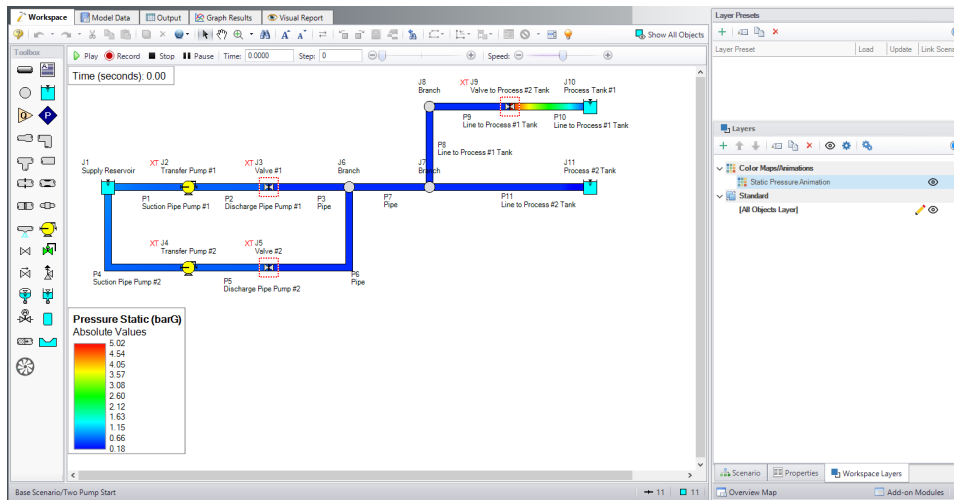 Workspace
Model Data
Output
Graph Results
Visual Report
Show All Objects
Toolbox
Play
Record
Stop
Pause
Time:
0.0000
Step:
0
Speed:
Time (seconds): 0.00
J8
Branch
XT J9
Valve to Process #2 Tank
J10
Process Tank #1
P9
Line to Process #1 Tank
P10
Line to Process #1 Tank
P8
Line to Process #1 Tank
J1
Supply Reservoir
XT J2
Transfer Pump #1
XT J3
Valve #1
J6
Branch
J7
Branch
J11
Process #2 Tank
P1
Suction Pipe Pump #1
P2
Discharge Pipe Pump #1
P3
Pipe
P7
Pipe
P11
Line to Process #2 Tank
XT J4
Transfer Pump #2
XT J5
Valve #2
P4
Suction Pipe Pump #2
P5
Discharge Pipe Pump #2
P6
Pipe
Pressure Static (barG)
Absolute Values
5.02
4.54
4.05
3.57
3.08
2.60
2.12
1.63
1.15
0.66
0.18
Base Scenario/Two Pump Start
11
11
Layer Presets
Layer Preset
Load
Update
Link Scena
Layers
Color Maps/Animations
Static Pressure Animation
Standard
[All Objects Layer]
Scenario
Properties
Workspace Layers
Overview Map
Add-on Modules